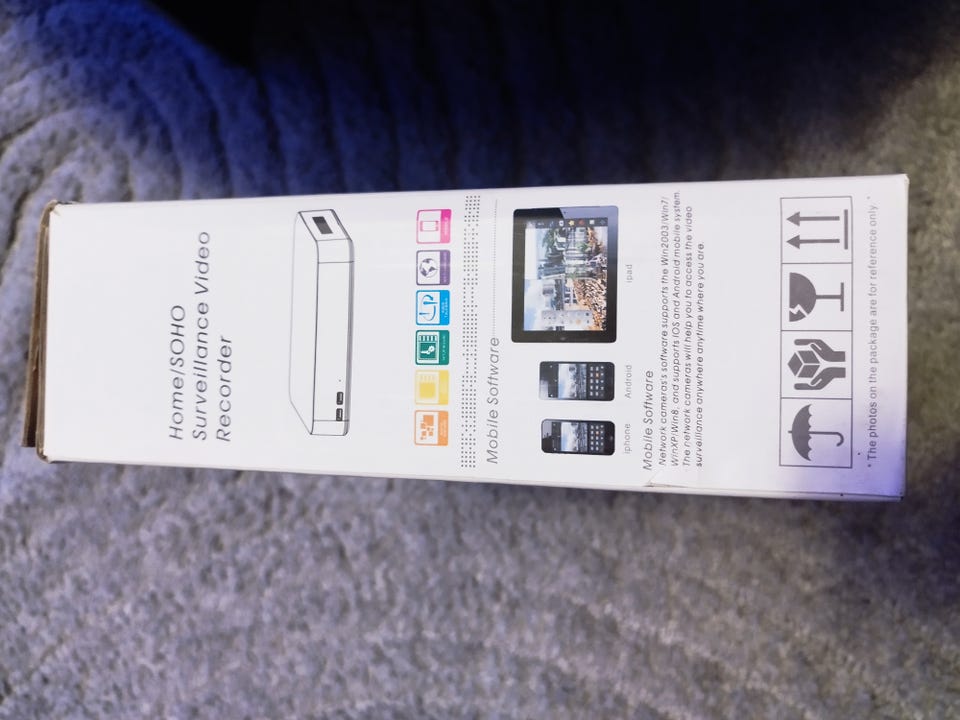 Home/SOHO
Surveillance Video
Recorder
Mobile Software
iphone
Android
ipad
Mobile Software
Network cameras's software supports the Win2003/Win7/
WinXP/Win8, and supports IOS and Android mobile system.
The network cameras will help you to access the video
surveillance anywhere anytime where you are.
* The photos on the package are for reference only. *